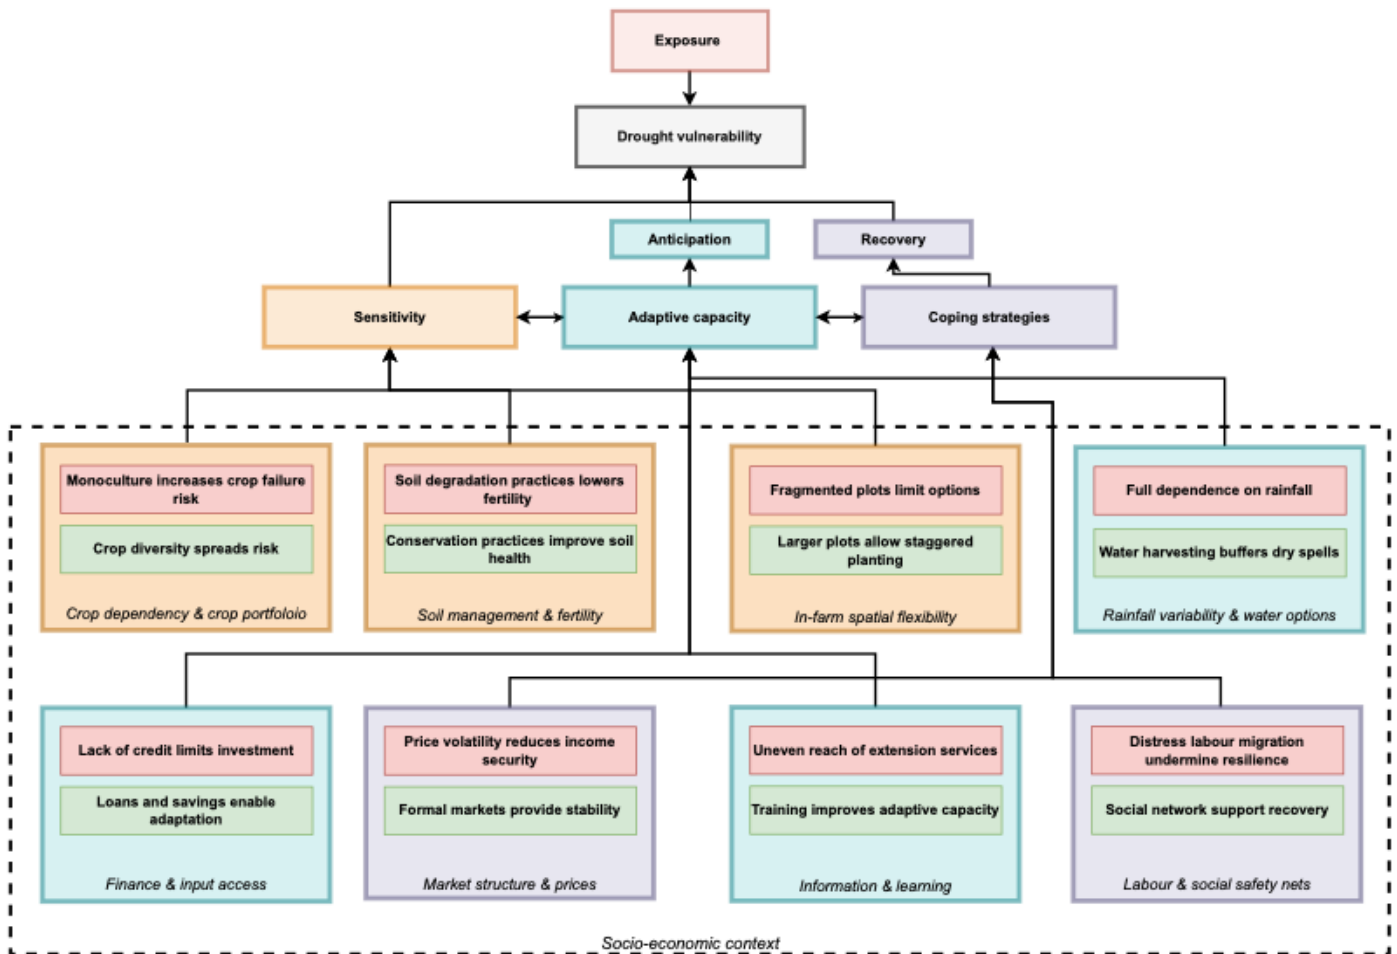 Exposure
Drought vulnerability
Anticipation
Recovery
Sensitivity
Adaptive capacity
Coping strategies
Monoculture increases crop failure
risk
Crop diversity spreads risk
Crop dependency & crop portfoloio
Soil degradation practices lowers
fertility
Conservation practices improve soil
health
Soil management & fertility
Fragmented plots limit options
Larger plots allow staggered
planting
In-farm spatial flexibility
Full dependence on rainfall
Water harvesting buffers dry spells
Rainfall variability & water options
Lack of credit limits investment
Loans and savings enable
adaptation
Finance & input access
Price volatility reduces income
security
Formal markets provide stability
Market structure & prices
Uneven reach of extension services
Training improves adaptive capacity
Information & learning
Distress labour migration
undermine resilience
Social network support recovery
Labour & social safety nets
Socio-economic context